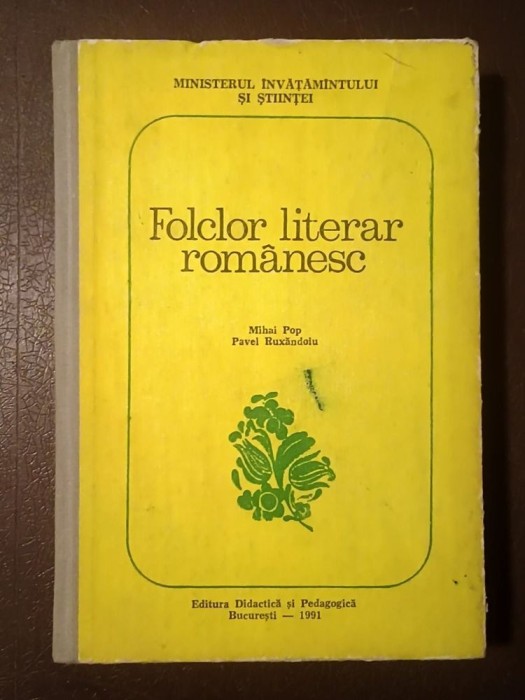 MINISTERUL ÎNVĂȚĂMÎNTULUI
ȘI ȘTIINȚEI
Folclor literar
românesc
Mihai Pop
Pavel Ruxăndoiu
Editura Didactică și Pedagogică
București — 1991